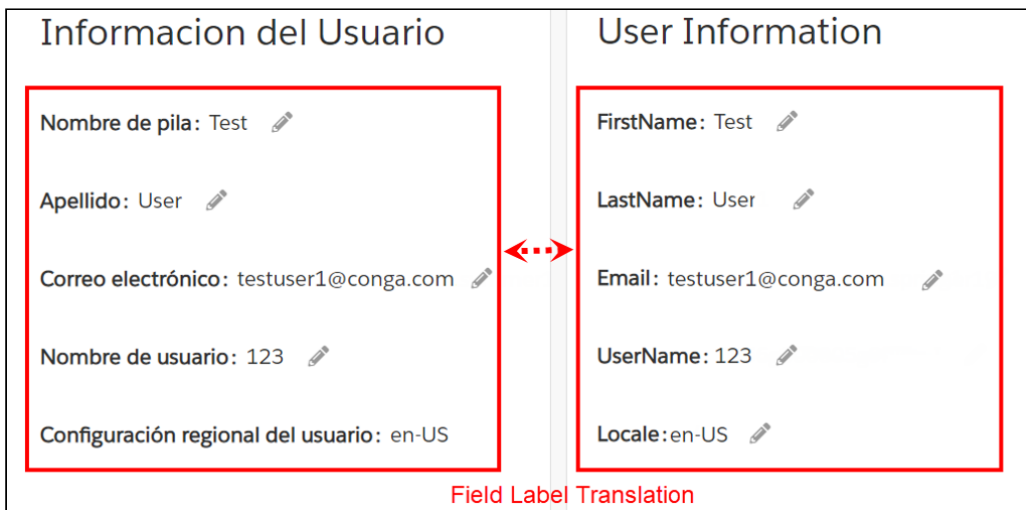 Informacion del Usuario
Nombre de pila: Test
Apellido: User
Correo electrónico: testuser1@conga.com
Nombre de usuario: 123
Configuración regional del usuario: en-US
User Information
FirstName: Test
LastName: User
Email: testuser1@conga.com
UserName: 123
Locale:en-US
Field Label Translation